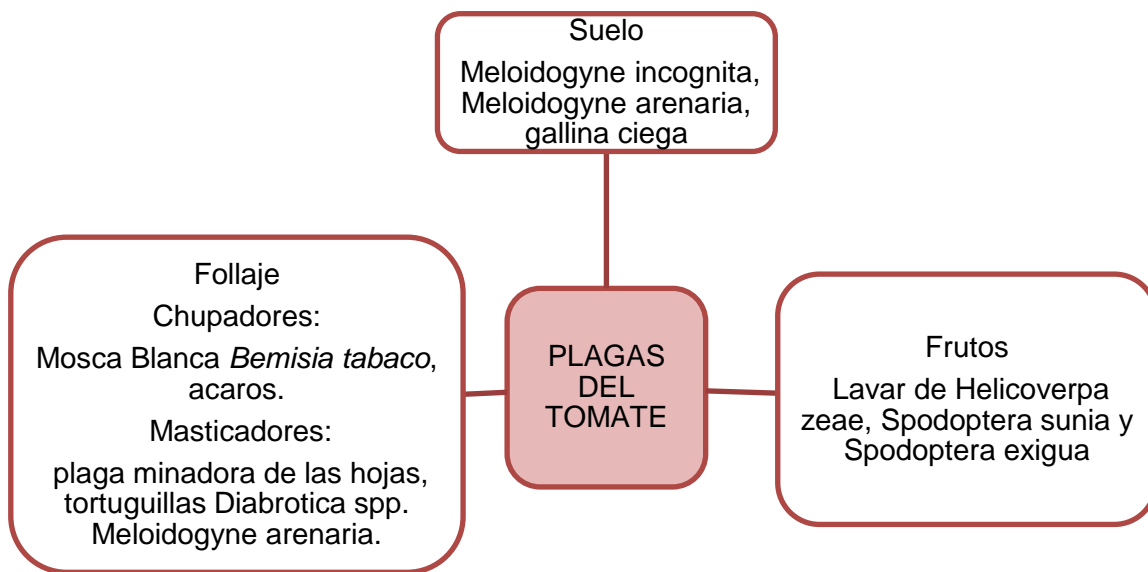 Suelo
Meloidogyne incognita,
Meloidogyne arenaria,
gallina ciega
Follaje
Chupadores:
Mosca Blanca Bemisia tabaco,
acaros.
Masticadores:
plaga minadora de las hojas,
tortuguillas Diabrotica spp.
Meloidogyne arenaria.
PLAGAS
DEL
TOMATE
Frutos
Lavar de Helicoverpa
zeae, Spodoptera sunia y
Spodoptera exigua